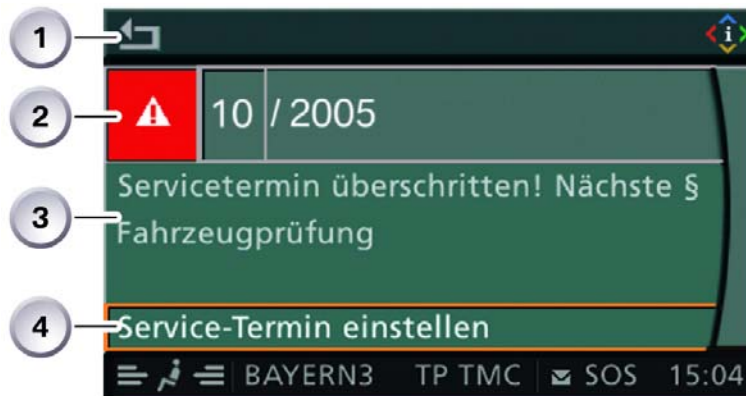 1
2
10 / 2005
3
Servicetermin überschritten! Nächste §
Fahrzeugprüfung
4
Service-Termin einstellen
BAYERN3 TP TMC SOS 15:04